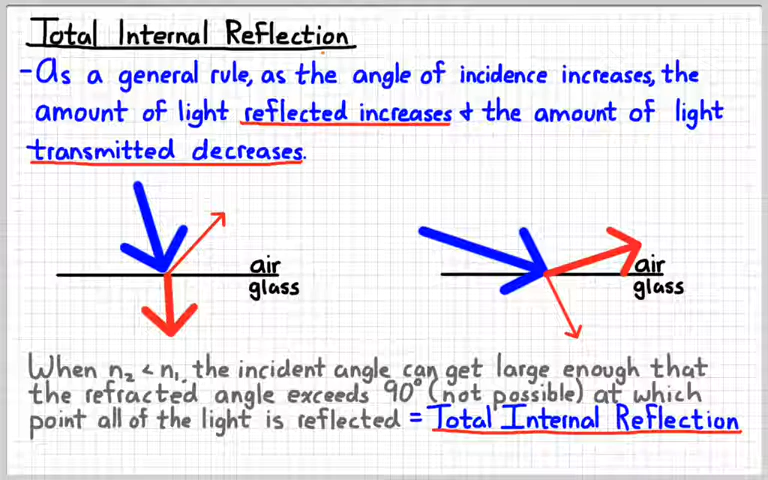 Total Internal Reflection
-As a general rule, as the angle of incidence increases, the
amount of light reflected increases & the amount of light
transmitted decreases.
air
glass
air
glass
When n₂ < n₁, the incident angle can get large enough that
the refracted angle exceeds 90° (not possible) at which
point all of the light is reflected = Total Internal Reflection